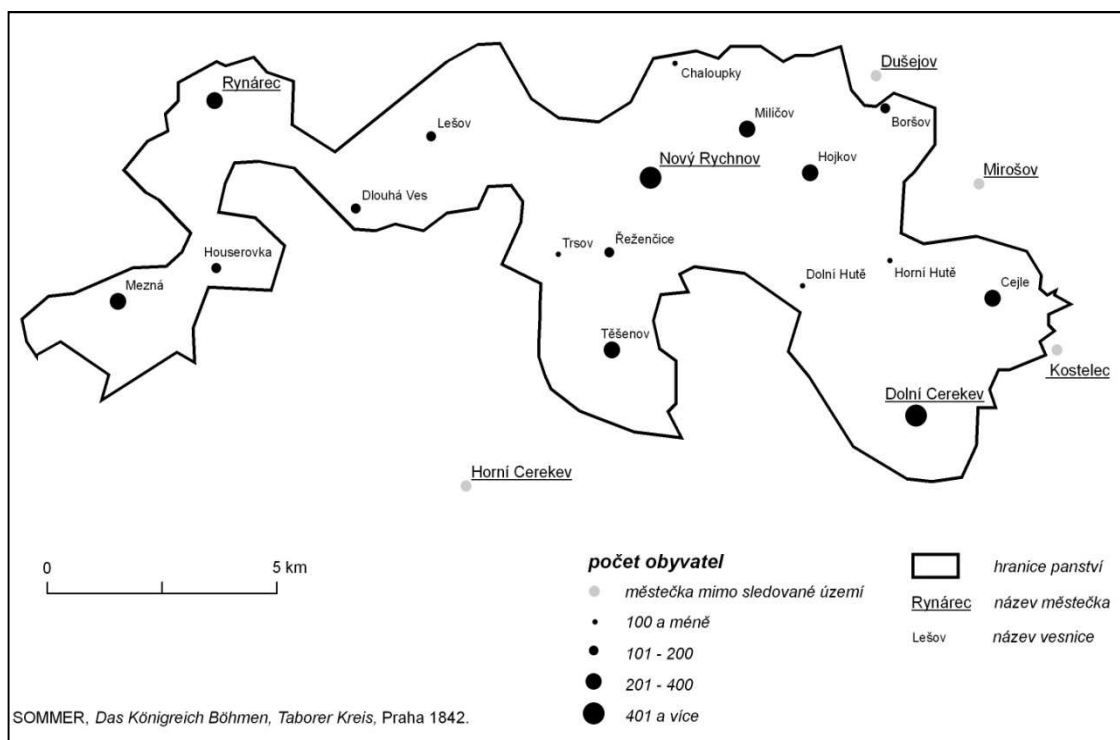 Chaloupky
Dušejov
Rynárec
Boršov
Milíčov
Lešov
Nový Rychnov
Hojkov
Mirošov
Dlouhá Ves
Trsov
Řeženčice
Houserovka
Dolní Hutě
Horní Hutě
Mezná
Cejle
Těšenov
Kostelec
Dolní Cerekev
Horní Cerekev
0 5 km
počet obyvatel
městečka mimo sledované území
100 a méně
101 - 200
201 - 400
401 a více
hranice panství
Rynárec název městečka
Lešov název vesnice
SOMMER, Das Königreich Böhmen, Taborer Kreis, Praha 1842.